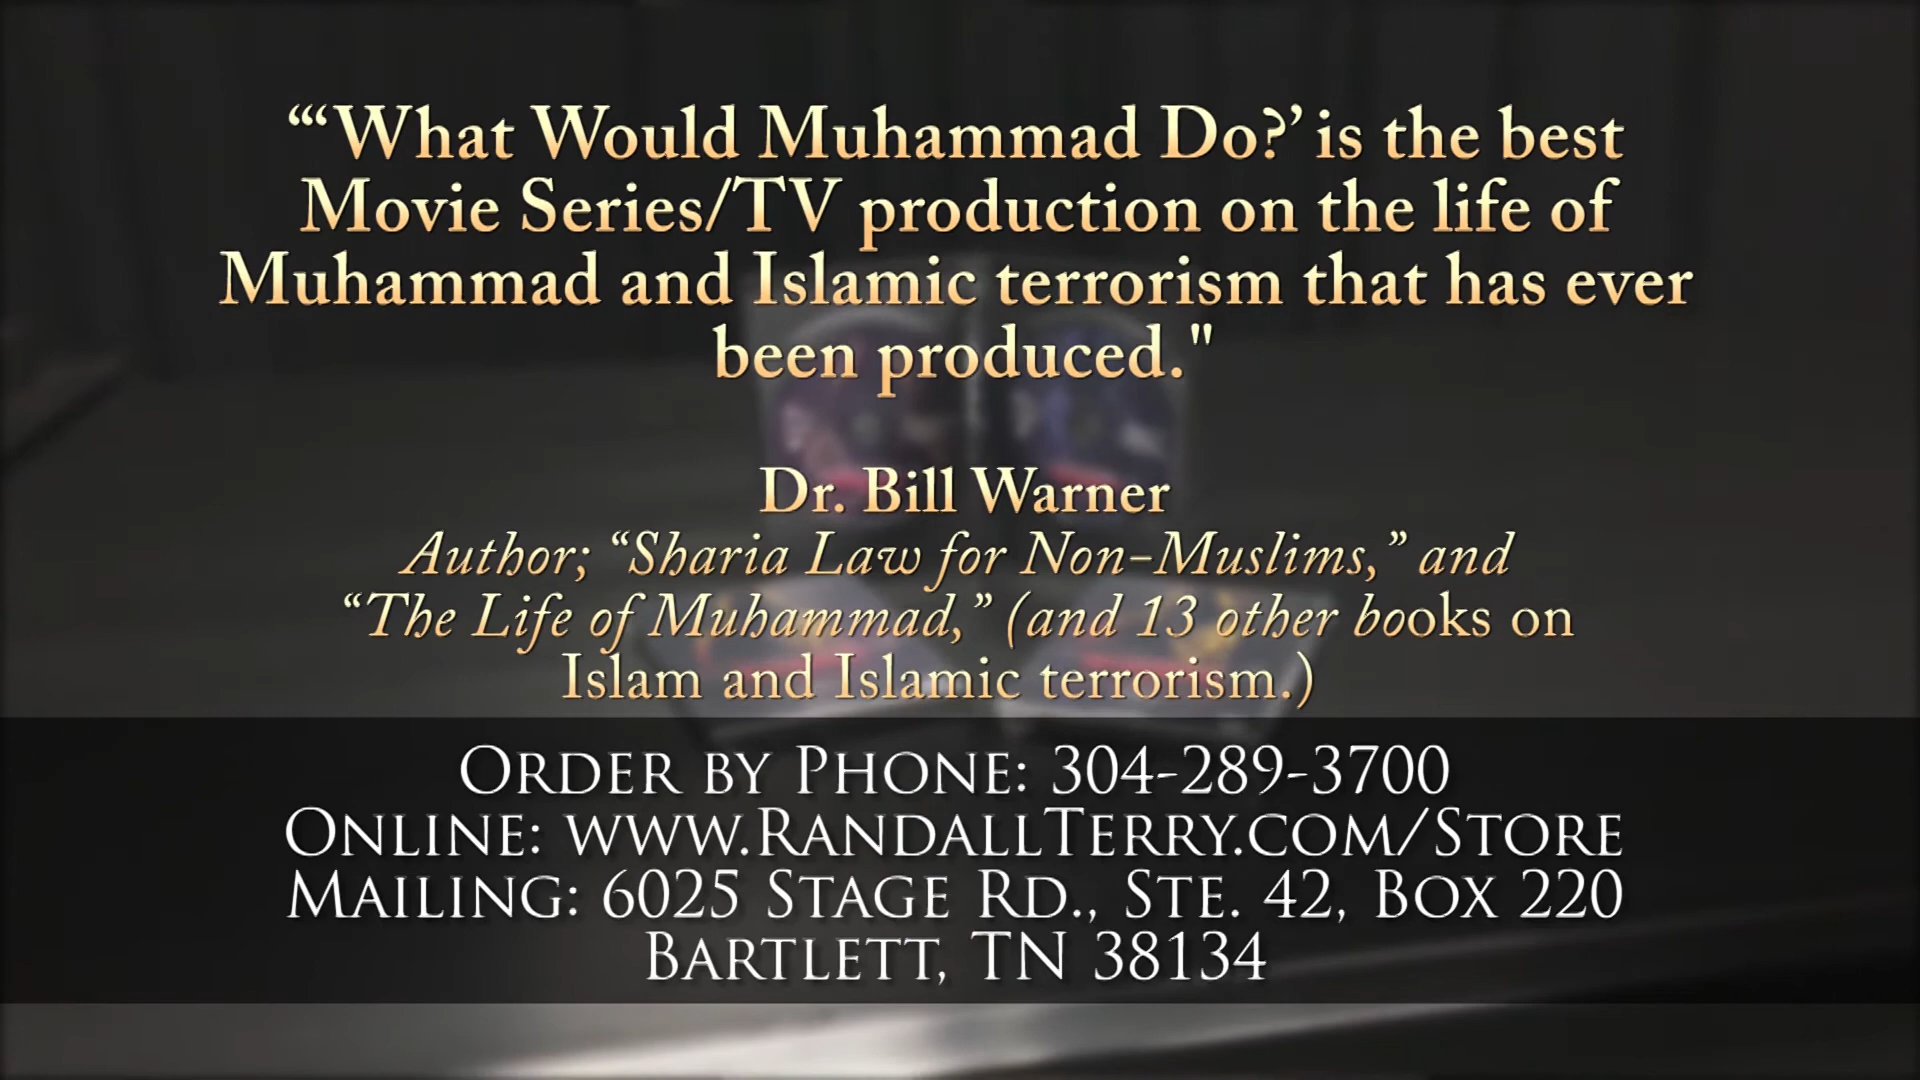 “‘What Would Muhammad Do?’ is the best
Movie Series/TV production on the life of
Muhammad and Islamic terrorism that has ever
been produced."
Dr. Bill Warner
Author; “Sharia Law for Non-Muslims,” and
“The Life of Muhammad,” (and 13 other books on
Islam and Islamic terrorism.)
Order by Phone: 304-289-3700
Online: www.RandallTerry.com/Store
Mailing: 6025 Stage Rd., Ste. 42, Box 220
Bartlett, TN 38134